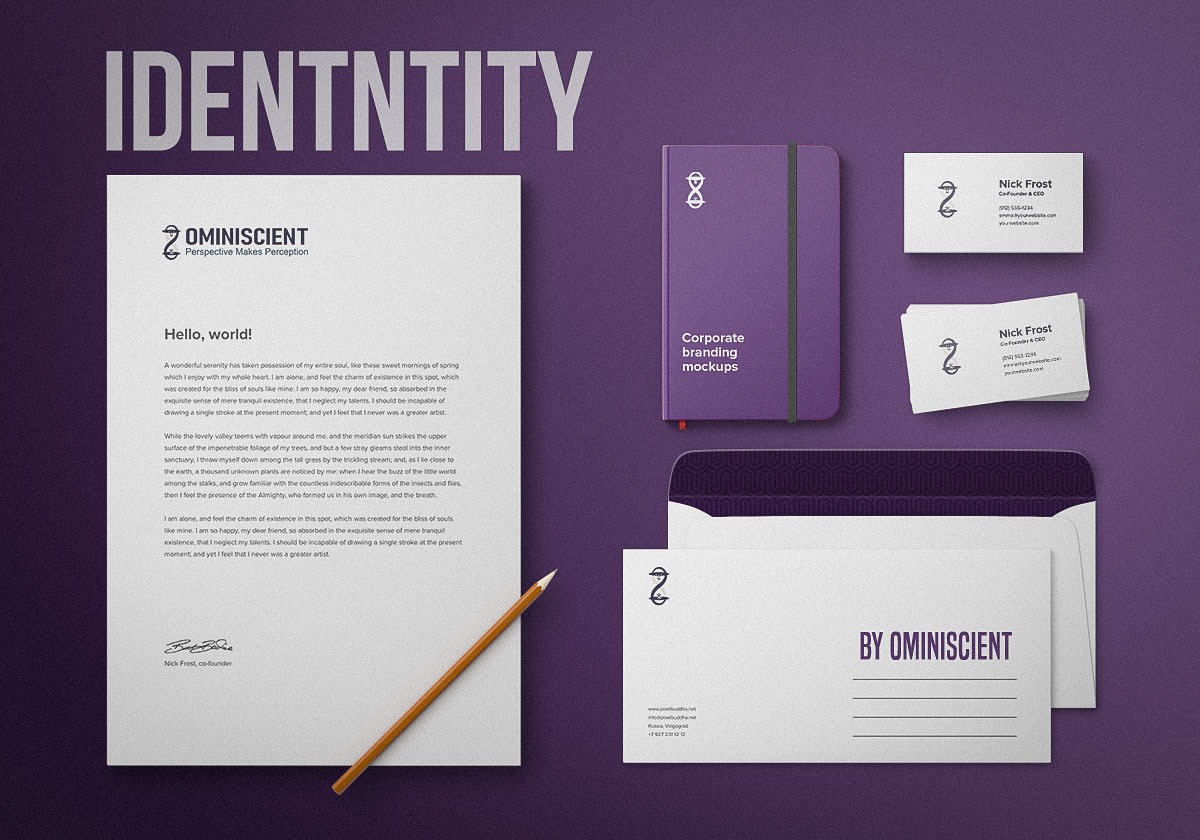 IDENTNTITY
OMINISCIENT
Perspective Makes Perception
Hello, world!
A wonderful serenity has taken possession of my entire soul, like these sweet mornings of spring
which I enjoy with my whole heart. I am alone, and feel the charm of existence in this spot, which
was created for the bliss of souls like mine. I am so happy, my dear friend, so absorbed in the
exquisite sense of mere tranquil existence, that I neglect my talents. I should be incapable of
drawing a single stroke at the present moment; and yet I feel that I never was a greater artist.
While the lovely valley teems with vapour around me, and the meridian sun strikes the upper
surface of the impenetrable foliage of my trees, and but a few stray gleams steal into the inner
sanctuary, I throw myself down among the tall grass by the trickling stream; and, as I lie close to
the earth, a thousand unknown plants are noticed by me: when I hear the buzz of the little world
among the stalks, and grow familiar with the countless indescribable forms of the insects and flies,
then I feel the presence of the Almighty, who formed us in his own image, and the breath.
I am alone, and feel the charm of existence in this spot, which was created for the bliss of souls
like mine. I am so happy, my dear friend, so absorbed in the exquisite sense of mere tranquil
existence, that I neglect my talents. I should be incapable of drawing a single stroke at the present
moment; and yet I feel that I never was a greater artist.
Nick Frost, co-founder
Corporate
branding
mockups
Nick Frost
Co-Founder & CEO
(912) 555-1234
emma@yourwebsite.com
yourwebsite.com
Nick Frost
Co-Founder & CEO
(912) 555-1234
emma@yourwebsite.com
yourwebsite.com
BY OMINISCIENT
www.pixelbuddha.net
info@pixelbuddha.net
Russia, Volgograd
+7 927 231 12 12